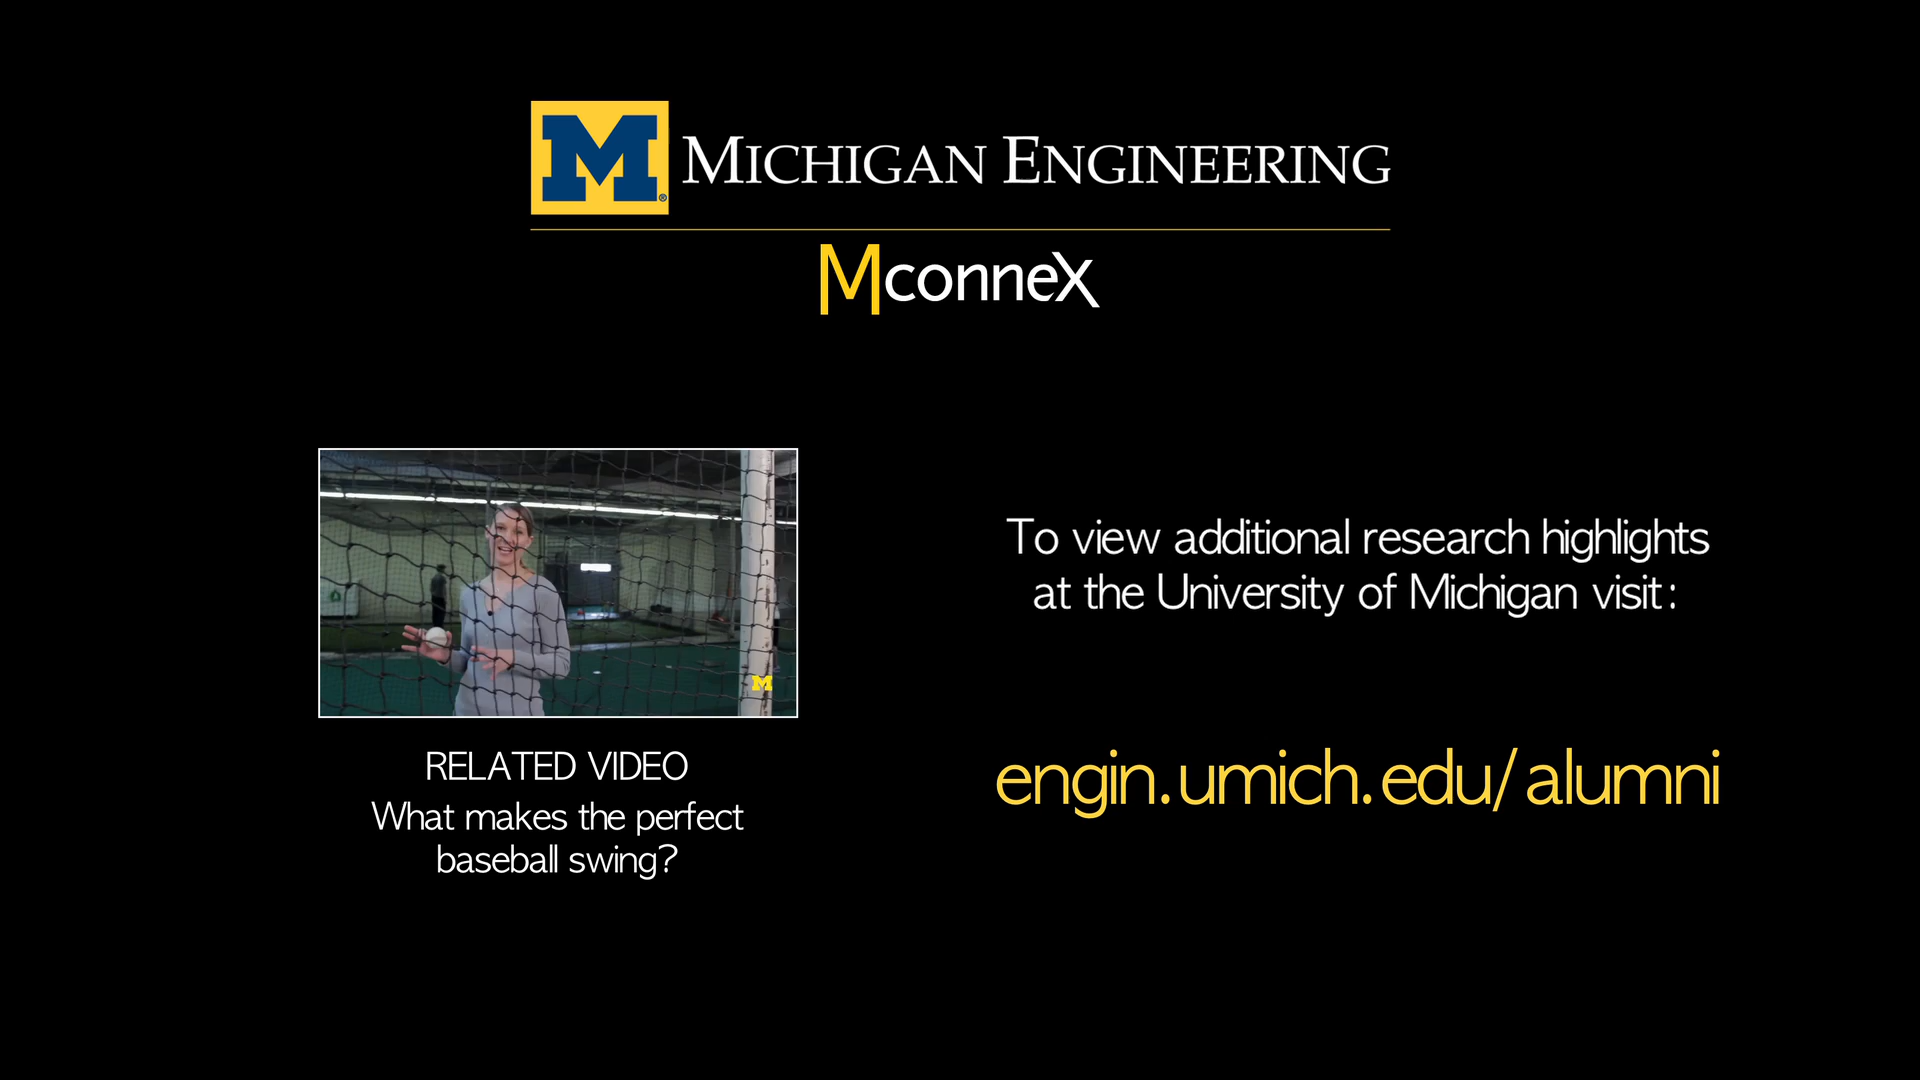 M MICHIGAN ENGINEERING
MconneX
To view additional research highlights
at the University of Michigan visit:
engin.umich.edu/alumni
M
RELATED VIDEO
What makes the perfect
baseball swing?